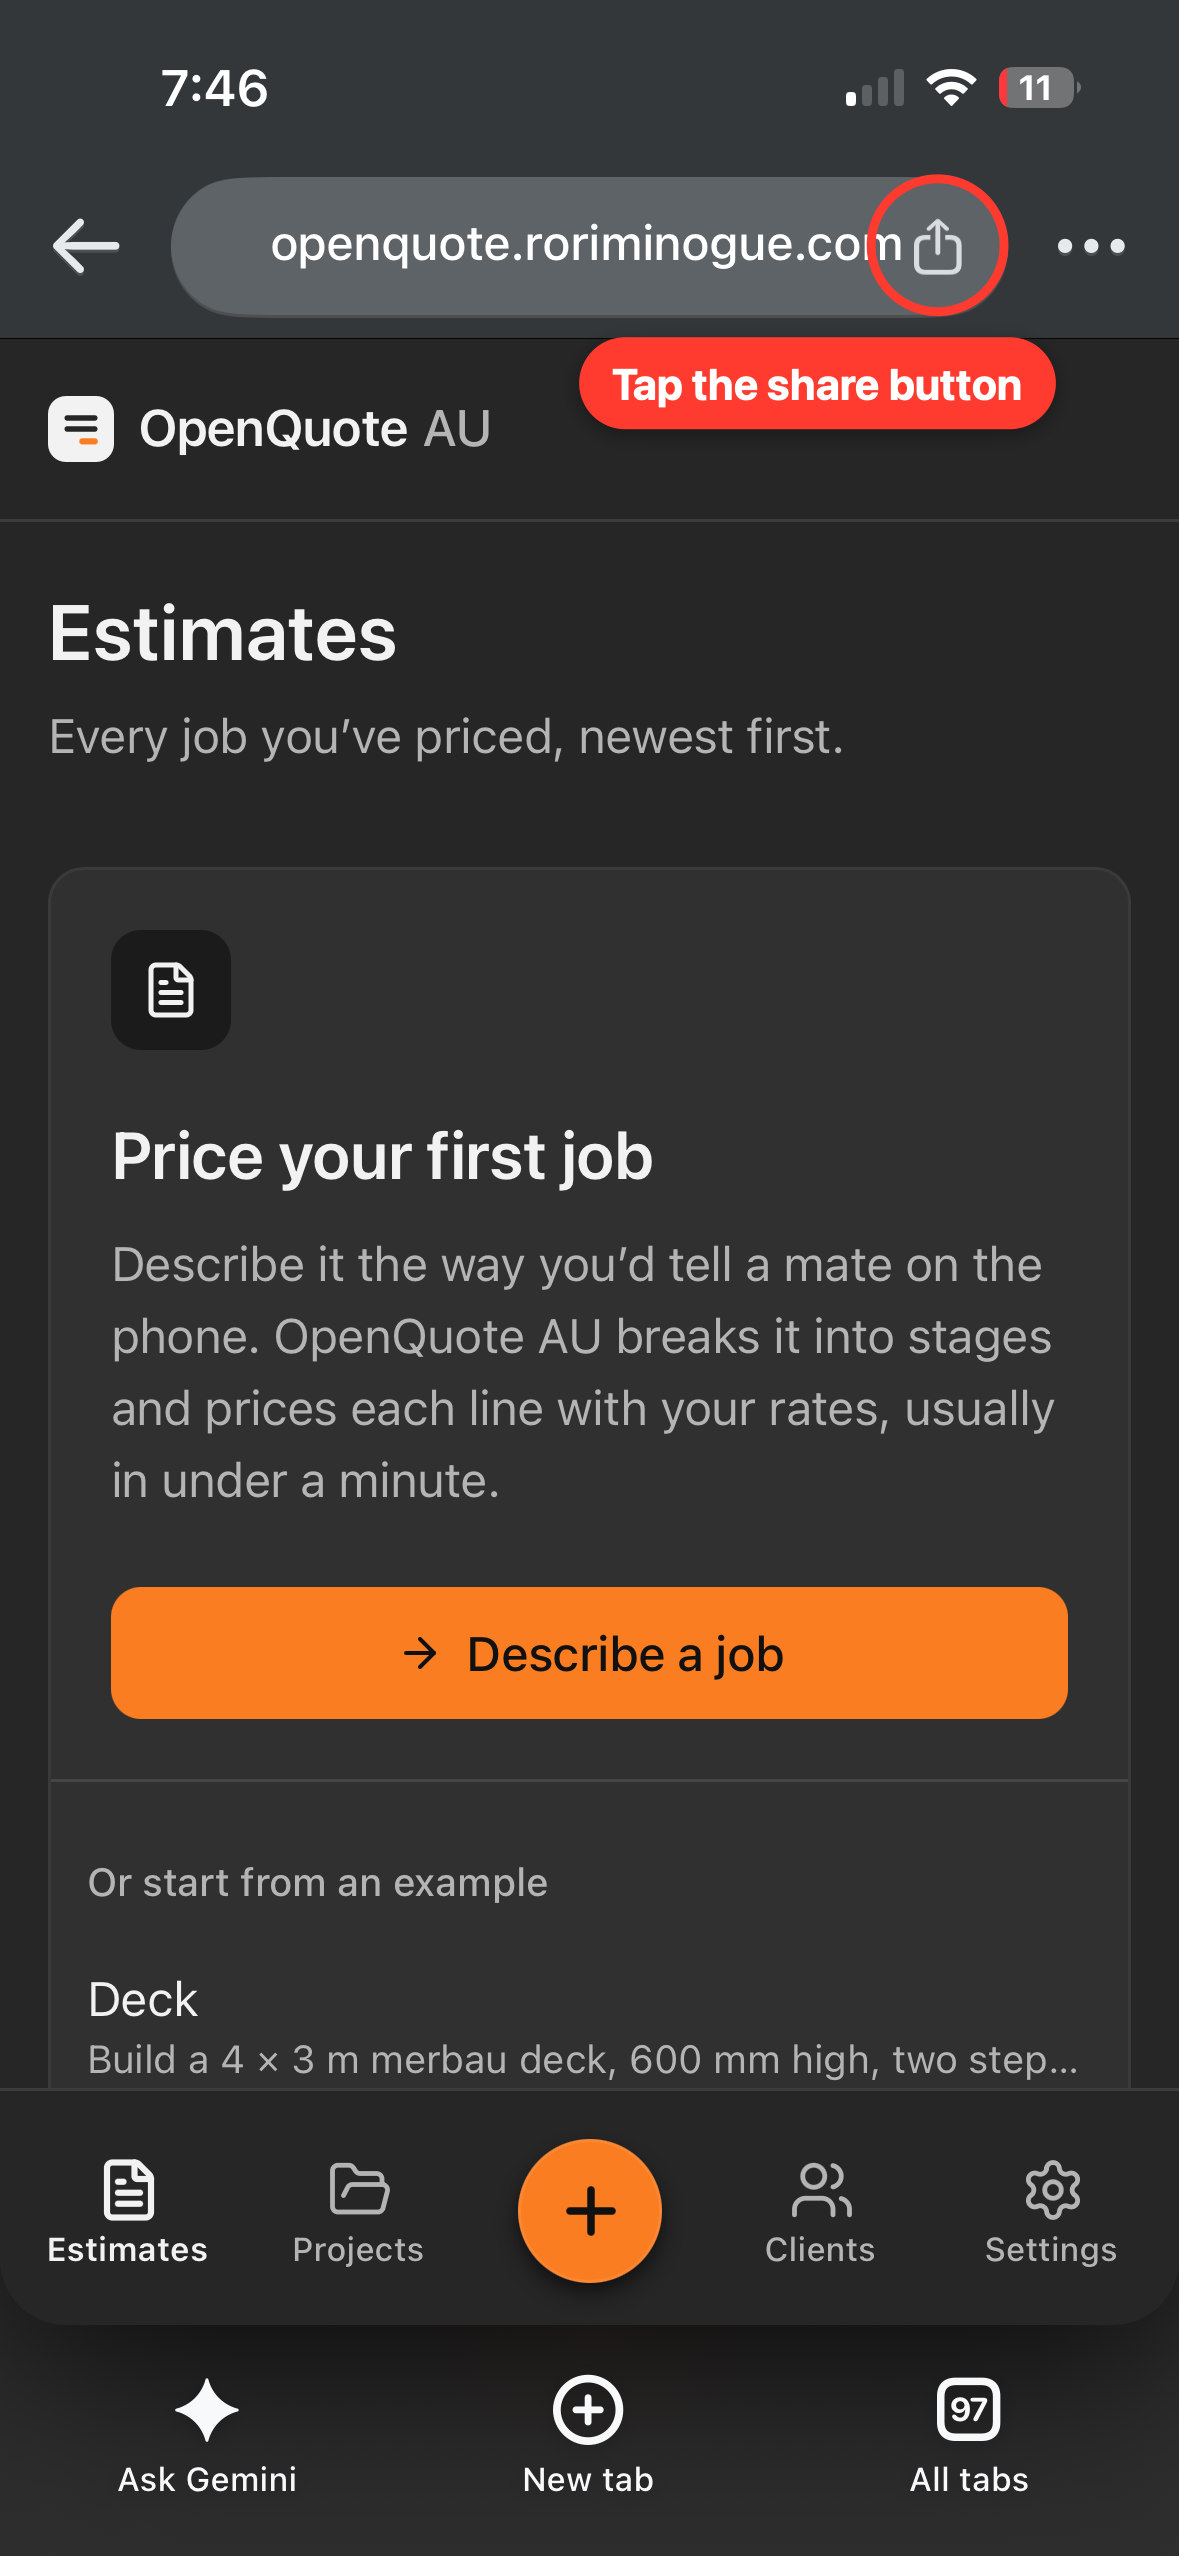 7:46
11
openquote.roriminogue.com
Tap the share button
OpenQuote AU
Estimates
Every job you’ve priced, newest first.
Price your first job
Describe it the way you’d tell a mate on the
phone. OpenQuote AU breaks it into stages
and prices each line with your rates, usually
in under a minute.
→ Describe a job
Or start from an example
Deck
Build a 4 × 3 m merbau deck, 600 mm high, two step...
Estimates
Projects
Clients
Settings
97
Ask Gemini
New tab
All tabs